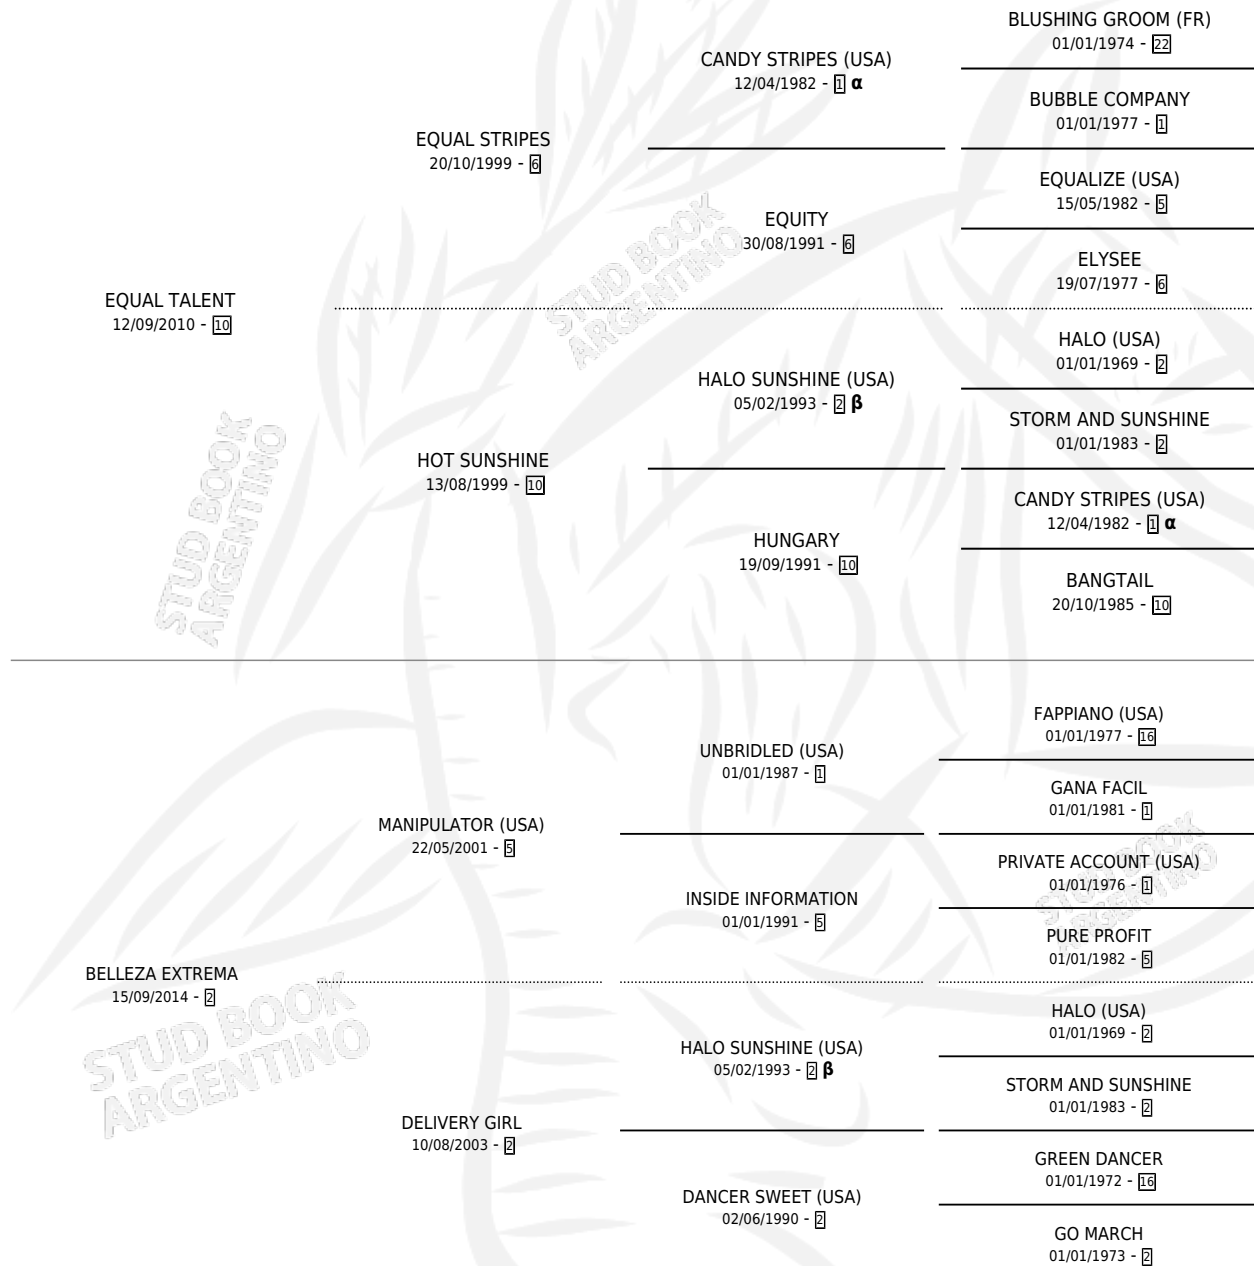 BLUSHING GROOM (FR)
01/01/1974 - 22
CANDY STRIPES (USA)
12/04/1982 - 1 α
BUBBLE COMPANY
01/01/1977 - 1
EQUAL STRIPES
20/10/1999 - 6
EQUALIZE (USA)
15/05/1982 - 5
EQUITY
30/08/1991 - 6
ELYSEE
19/07/1977 - 6
STUD BOOK
ARGENTINO
EQUAL TALENT
12/09/2010 - 10
HALO (USA)
01/01/1969 - 2
HALO SUNSHINE (USA)
05/02/1993 - 2 β
STORM AND SUNSHINE
01/01/1983 - 2
HOT SUNSHINE
13/08/1999 - 10
CANDY STRIPES (USA)
12/04/1982 - 1 α
HUNGARY
19/09/1991 - 10
BANGTAIL
20/10/1985 - 10
STUD BOOK
ARGENTINO
FAPPIANO (USA)
01/01/1977 - 16
UNBRIDLED (USA)
01/01/1987 - 1
GANA FACIL
01/01/1981 - 1
MANIPULATOR (USA)
22/05/2001 - 5
PRIVATE ACCOUNT (USA)
01/01/1976 - 1
INSIDE INFORMATION
01/01/1991 - 5
PURE PROFIT
01/01/1982 - 5
STUD BOOK
ARGENTINO
BELLEZA EXTREMA
15/09/2014 - 2
HALO (USA)
01/01/1969 - 2
HALO SUNSHINE (USA)
05/02/1993 - 2 β
STORM AND SUNSHINE
01/01/1983 - 2
DELIVERY GIRL
10/08/2003 - 2
GREEN DANCER
01/01/1972 - 16
DANCER SWEET (USA)
02/06/1990 - 2
GO MARCH
01/01/1973 - 2
STUD BOOK
ARGENTINO